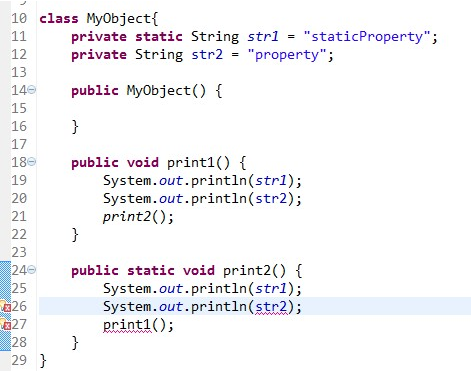 10 class MyObject{
11     private static String str1 = "staticProperty";
12     private String str2 = "property";
13
14     public MyObject() {
15
16     }
17
18     public void print1() {
19         System.out.println(str1);
20         System.out.println(str2);
21         print2();
22     }
23
24     public static void print2() {
25         System.out.println(str1);
26         System.out.println(str2);
27         print1();
28     }
29 }